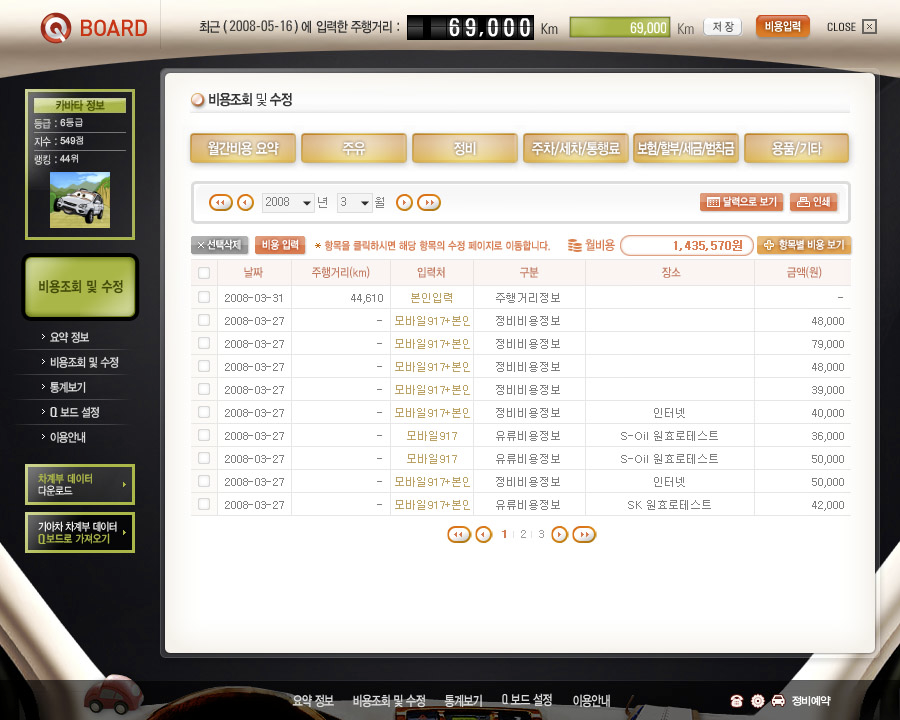 Q BOARD
최근 ( 2008-05-16 ) 에 입력한 주행거리 : 69,000 Km 69,000 Km 저장 비용입력 CLOSE
카바타 정보
등급 : 6등급
지수 : 549점
랭킹 : 44위
비용조회 및 수정
요약 정보
비용조회 및 수정
통계보기
Q 보드 설정
이용안내
차계부 데이터
다운로드
기아차 차계부 데이터
Q보드로 가져오기
비용조회 및 수정
월간비용 요약 주유 정비 주차/세차/통행료 보험/할부/세금/범칙금 용품/기타
2008 년 3 월 달력으로 보기 인쇄
×선택삭제 비용 입력 * 항목을 클릭하시면 해당 항목의 수정 페이지로 이동합니다. 월비용 1,435,570원 항목별 비용 보기
날짜 주행거리(km) 입력처 구분 장소 금액(원)
2008-03-31 44,610 본인입력 주행거리정보 -
2008-03-27 - 모바일917+본인 정비비용정보 48,000
2008-03-27 - 모바일917+본인 정비비용정보 79,000
2008-03-27 - 모바일917+본인 정비비용정보 48,000
2008-03-27 - 모바일917+본인 정비비용정보 39,000
2008-03-27 - 모바일917+본인 정비비용정보 인터넷 40,000
2008-03-27 - 모바일917 유류비용정보 S-Oil 원효로테스트 36,000
2008-03-27 - 모바일917 유류비용정보 S-Oil 원효로테스트 50,000
2008-03-27 - 모바일917+본인 정비비용정보 인터넷 50,000
2008-03-27 - 모바일917+본인 유류비용정보 SK 원효로테스트 42,000
1 2 3
요약 정보 비용조회 및 수정 통계보기 Q 보드 설정 이용안내 정비예약